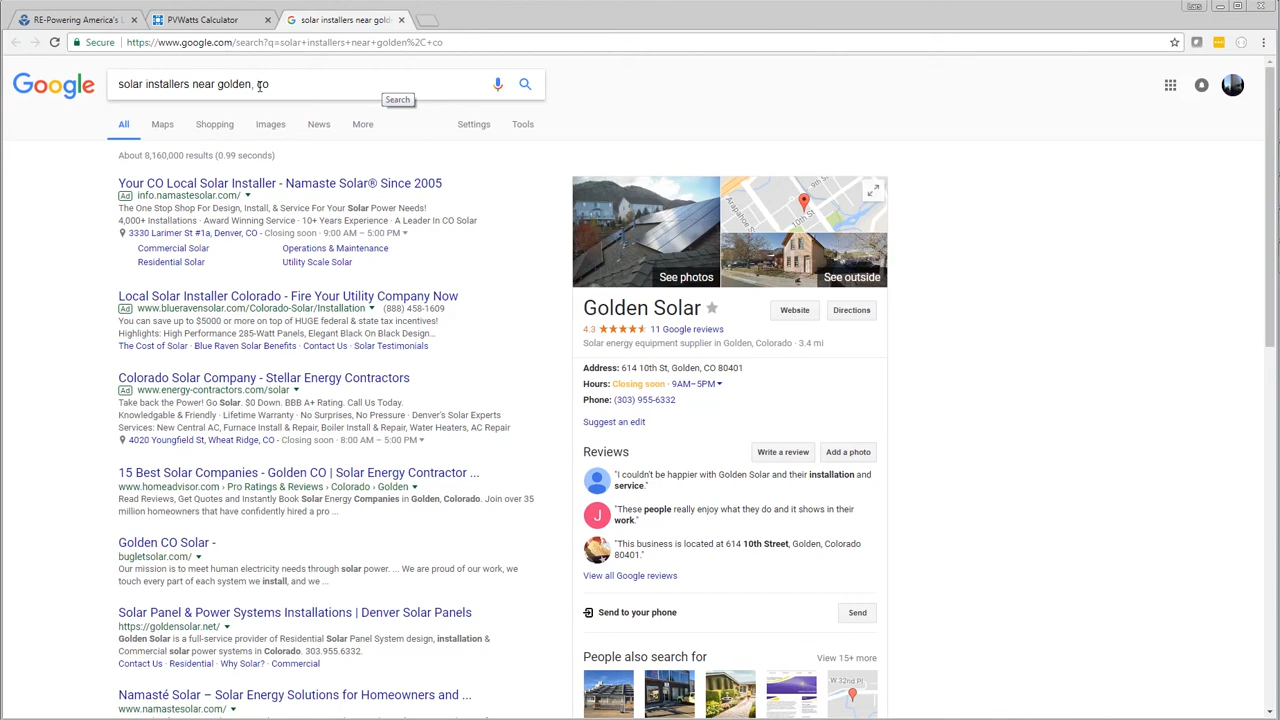 RE-Powering America's L
PVWatts Calculator
solar installers near gold
Secure
https://www.google.com/search?q=solar+installers+near+golden%2C+co
Google
solar installers near golden, co
Search
All Maps Shopping Images News More Settings Tools
About 8,160,000 results (0.99 seconds)
Your CO Local Solar Installer - Namaste Solar® Since 2005
Ad info.namastesolar.com/
The One Stop Shop For Design, Install, & Service For Your Solar Power Needs!
4,000+ Installations · Award Winning Service · 10+ Years Experience · A Leader In CO Solar
3330 Larimer St #1a, Denver, CO - Closing soon · 9:00 AM – 5:00 PM
Commercial Solar Operations & Maintenance
Residential Solar Utility Scale Solar
Local Solar Installer Colorado - Fire Your Utility Company Now
Ad www.blueravensolar.com/Colorado-Solar/Installation (888) 458-1609
You can save up to $5000 or more on top of HUGE federal & state tax incentives!
Highlights: High Performance 285-Watt Panels, Elegant Black On Black Design...
The Cost of Solar · Blue Raven Solar Benefits · Contact Us · Solar Testimonials
Colorado Solar Company - Stellar Energy Contractors
Ad www.energy-contractors.com/solar
Take back the Power! Go Solar. $0 Down. BBB A+ Rating. Call Us Today.
Knowledgable & Friendly · Lifetime Warranty · No Surprises, No Pressure · Denver's Solar Experts
Services: New Central AC, Furnace Install & Repair, Boiler Install & Repair, Water Heaters, AC Repair
4020 Youngfield St, Wheat Ridge, CO - Closing soon · 8:00 AM – 5:00 PM
15 Best Solar Companies - Golden CO | Solar Energy Contractor ...
www.homeadvisor.com › Pro Ratings & Reviews › Colorado › Golden
Read Reviews, Get Quotes and Instantly Book Solar Energy Companies in Golden, Colorado. Join over 35
million homeowners that have confidently hired a pro ...
Golden CO Solar -
bugletsolar.com/
Our mission is to meet human electricity needs through solar power. ... We are proud of our work, we
touch every part of each system we install, and we ...
Solar Panel & Power Systems Installations | Denver Solar Panels
https://goldensolar.net/
Golden Solar is a full-service provider of Residential Solar Panel System design, installation &
Commercial solar power systems in Colorado. 303.955.6332.
Contact Us · Residential · Why Solar? · Commercial
Namasté Solar – Solar Energy Solutions for Homeowners and ...
www.namastesolar.com/
See photos
Arapahoe St
9th St
10th St
See outside
Golden Solar
Website Directions
4.3 11 Google reviews
Solar energy equipment supplier in Golden, Colorado · 3.4 mi
Address: 614 10th St, Golden, CO 80401
Hours: Closing soon · 9AM–5PM
Phone: (303) 955-6332
Suggest an edit
Reviews
Write a review Add a photo
"I couldn't be happier with Golden Solar and their installation and
service."
J
"These people really enjoy what they do and it shows in their
work."
"This business is located at 614 10th Street, Golden, Colorado
80401."
View all Google reviews
Send to your phone
Send
People also search for View 15+ more
W 32nd Pl